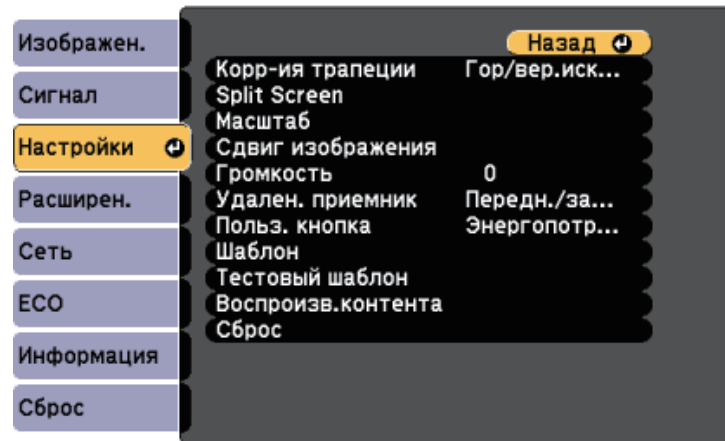 Изображен.
Сигнал
Настройки
Расширен.
Сеть
ECO
Информация
Сброс
Назад
Корр-ия трапеции Гор/вер.иск...
Split Screen
Масштаб
Сдвиг изображения
Громкость 0
Удален. приемник Передн./за...
Польз. кнопка Энергопотр...
Шаблон
Тестовый шаблон
Воспроизв.контента
Сброс